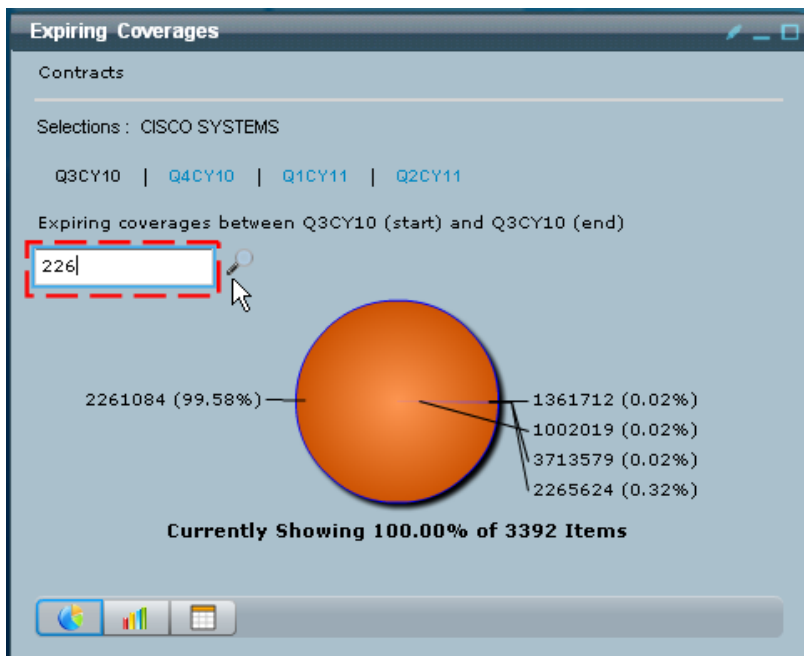 Expiring Coverages
Contracts
Selections : CISCO SYSTEMS
Q3CY10 | Q4CY10 | Q1CY11 | Q2CY11
Expiring coverages between Q3CY10 (start) and Q3CY10 (end)
226
2261084 (99.58%)
1361712 (0.02%)
1002019 (0.02%)
3713579 (0.02%)
2265624 (0.32%)
Currently Showing 100.00% of 3392 Items